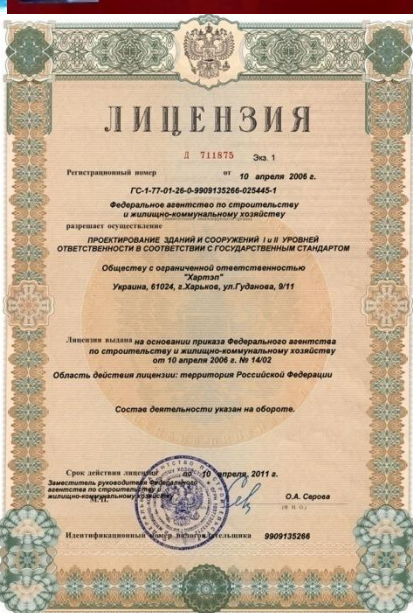 ЛИЦЕНЗИЯ
Д 711875 Экз. 1
Регистрационный номер от 10 апреля 2006 г.
ГС-1-77-01-26-0-9909135266-025445-1
Федеральное агентство по строительству
и жилищно-коммунальному хозяйству
разрешает осуществление
ПРОЕКТИРОВАНИЕ ЗДАНИЙ И СООРУЖЕНИЙ I и II УРОВНЕЙ
ОТВЕТСТВЕННОСТИ В СООТВЕТСТВИИ С ГОСУДАРСТВЕННЫМ СТАНДАРТОМ
Обществу с ограниченной ответственностью
"Хартэп"
Украина, 61024, г.Харьков, ул.Гуданова, 9/11
Лицензия выдана на основании приказа Федерального агентства
по строительству и жилищно-коммунальному хозяйству
от 10 апреля 2006 г. № 14/02
Область действия лицензии: территория Российской Федерации
Состав деятельности указан на обороте.
Срок действия лицензии до 10 апреля, 2011 г.
Заместитель руководителя Федерального
агентства по строительству и
жилищно-коммунальному хозяйству
М.П.
О.А. Серова
(Ф. И. О.)
Идентификационный номер налогоплательщика 9909135266